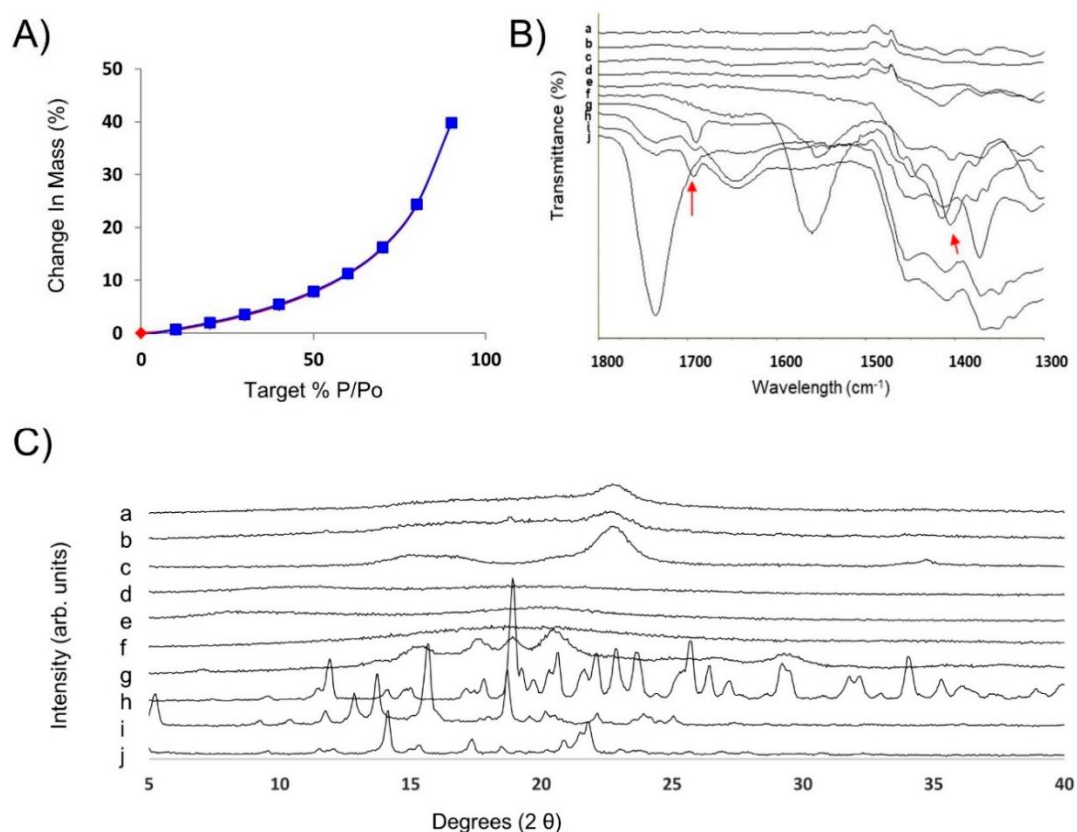 A)
Change In Mass (%)
50
40
30
20
10
0
0
50
100
Target % P/Po
B)
Transmittance (%)
a
b
c
d
e
f
g
h
i
j
1800
1700
1600
1500
1400
1300
Wavelength (cm⁻¹)
C)
Intensity (arb. units)
a
b
c
d
e
f
g
h
i
j
5
10
15
20
25
30
35
40
Degrees (2 θ)